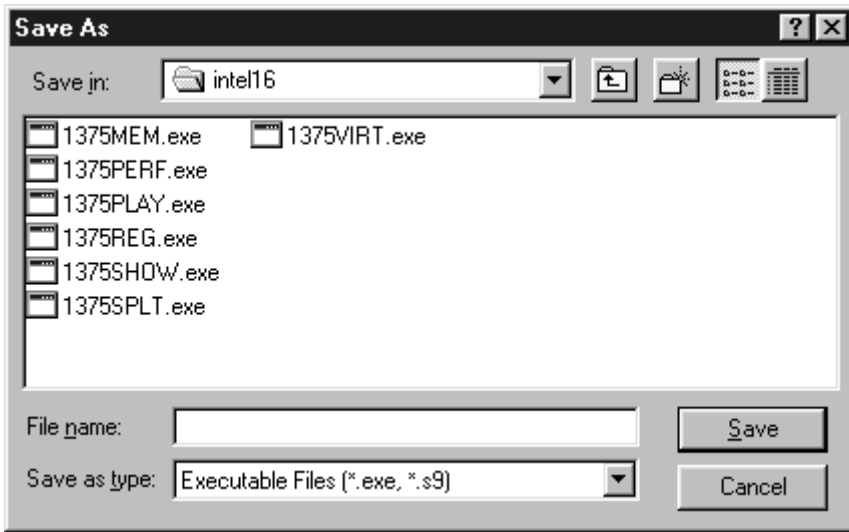 Save As
Save in: intel16
1375MEM.exe 1375VIRT.exe
1375PERF.exe
1375PLAY.exe
1375REG.exe
1375SHOW.exe
1375SPLT.exe
File name: Save
Save as type: Executable Files (*.exe, *.s9) Cancel